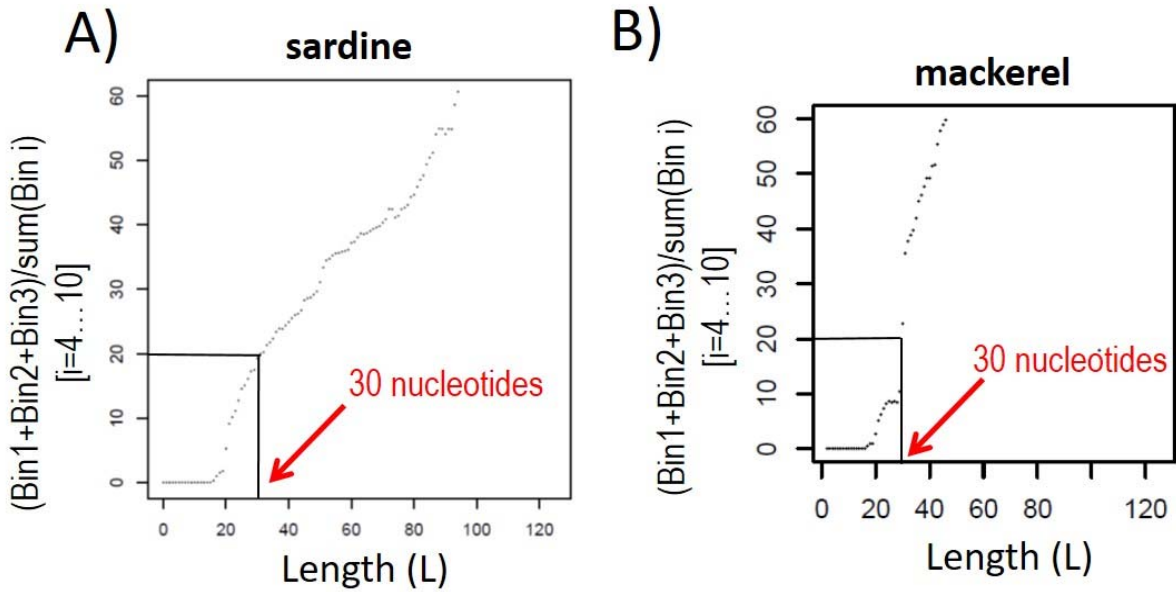 A)
sardine
(Bin1+Bin2+Bin3)/sum(Bin i)
[i=4…10]
60
50
40
30
20
10
0
30 nucleotides
0 20 40 60 80 100 120
Length (L)
B)
mackerel
(Bin1+Bin2+Bin3)/sum(Bin i)
[i=4…10]
60
50
40
30
20
10
0
30 nucleotides
0 20 40 60 80 120
Length (L)